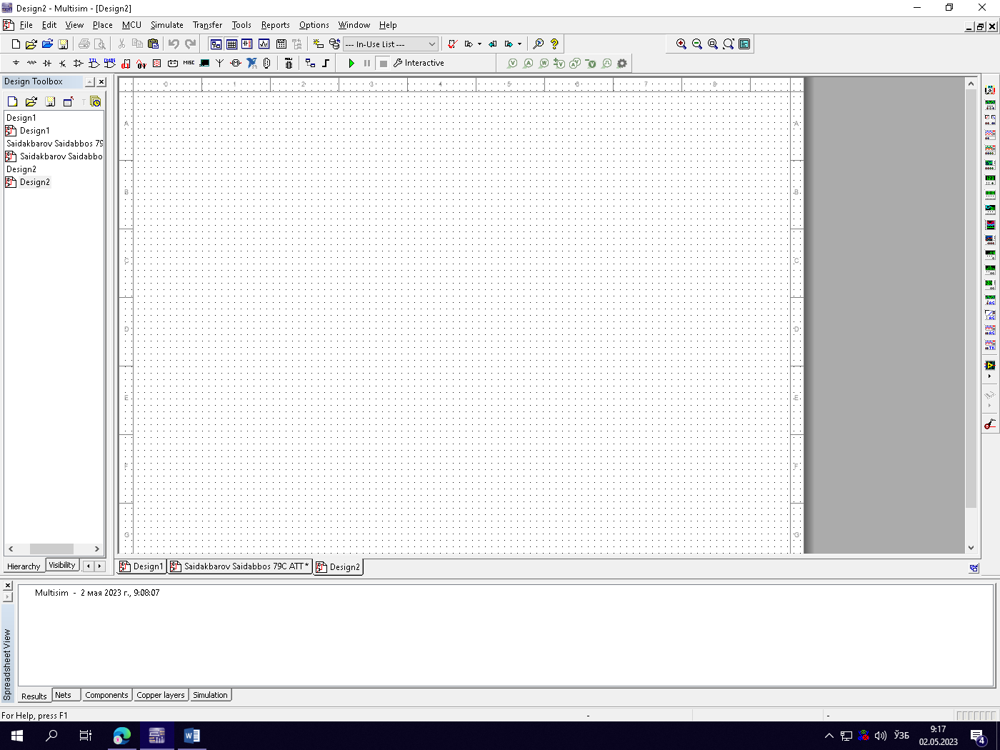 Design2 - Multisim - [Design2]
File Edit View Place MCU Simulate Transfer Tools Reports Options Window Help
--- In-Use List ---
MISC
Interactive
Design Toolbox
Design1
Design1
Saidakbarov Saidabbos 79C
Saidakbarov Saidabbo
Design2
Design2
Hierarchy Visibility
0 1 2 3 4 5 6 7 8
A A
B B
C C
D D
E E
F F
G G
Design1 Saidakbarov Saidabbos 79C ATT * Design2
Multisim - 2 мая 2023 г., 9:08:07
Spreadsheet View
Results Nets Components Copper layers Simulation
For Help, press F1 - -
ЎЗБ
9:17
02.05.2023
4